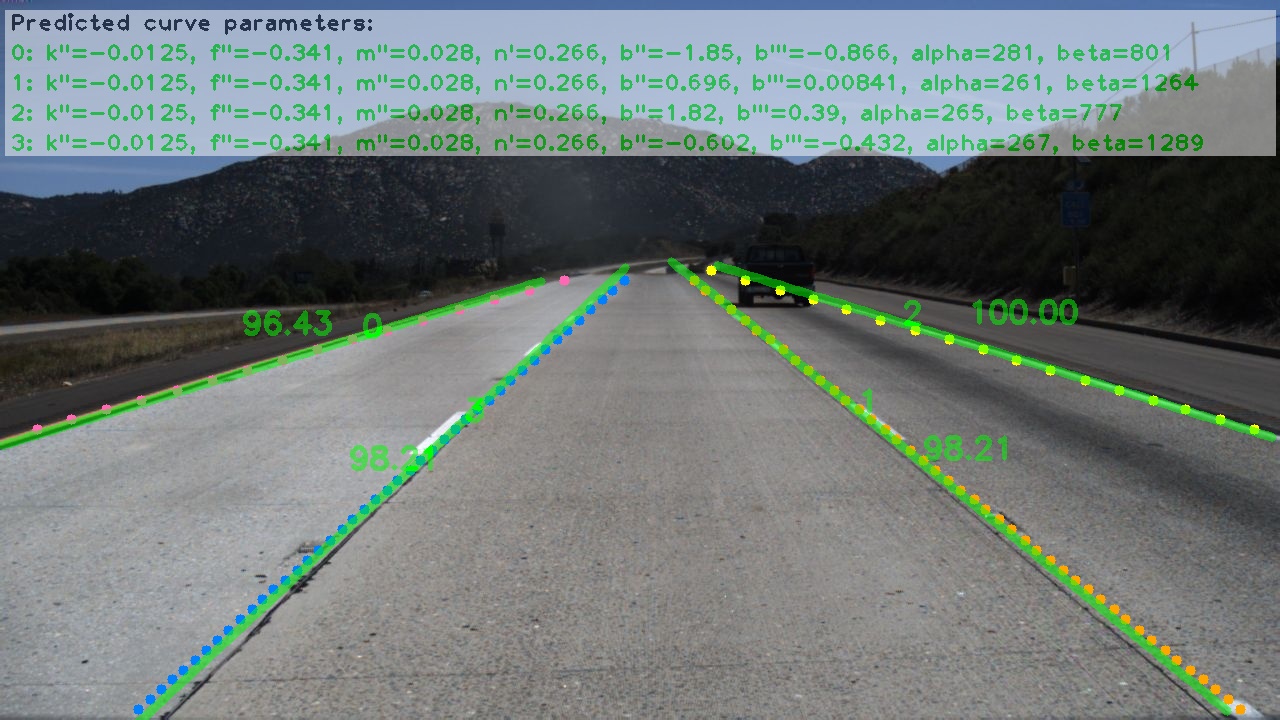 Predicted curve parameters:
0: k"=-0.0125, f"=-0.341, m"=0.028, n'=0.266, b"=-1.85, b'''=-0.866, alpha=281, beta=801
1: k"=-0.0125, f"=-0.341, m"=0.028, n'=0.266, b"=0.696, b'''=0.00841, alpha=261, beta=1264
2: k"=-0.0125, f"=-0.341, m"=0.028, n'=0.266, b"=1.82, b'''=0.39, alpha=265, beta=777
3: k"=-0.0125, f"=-0.341, m"=0.028, n'=0.266, b"=-0.602, b'''=-0.432, alpha=267, beta=1289
96.43 0
2 100.00
3
1
98.21
98.21